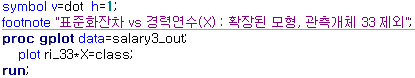 symbol v=dot h=1;
footnote "표준화잔차 vs 경력연수(X) : 확장된 모형, 관측개체 33 제외";
proc gplot data=salary3_out;
plot ri_33*X=class;
run;